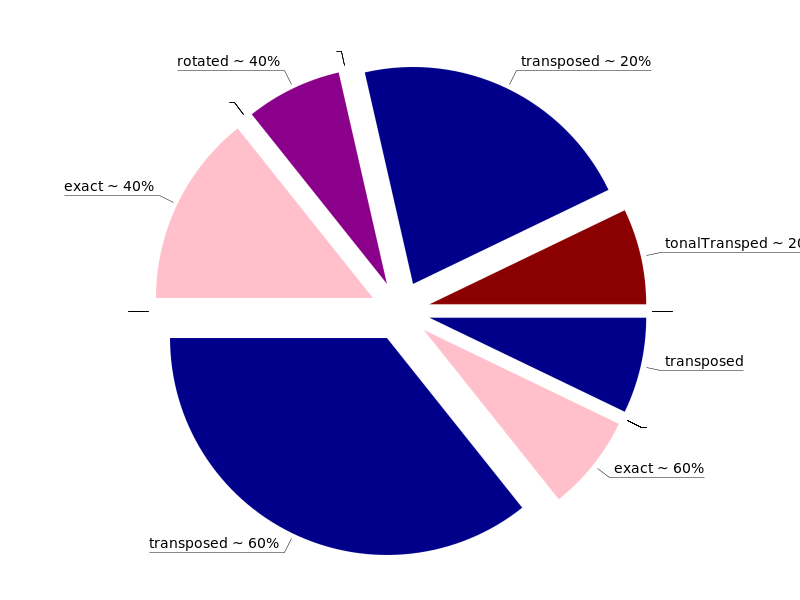 rotated ~ 40%
transposed ~ 20%
exact ~ 40%
tonalTransped ~ 20
transposed
exact ~ 60%
transposed ~ 60%